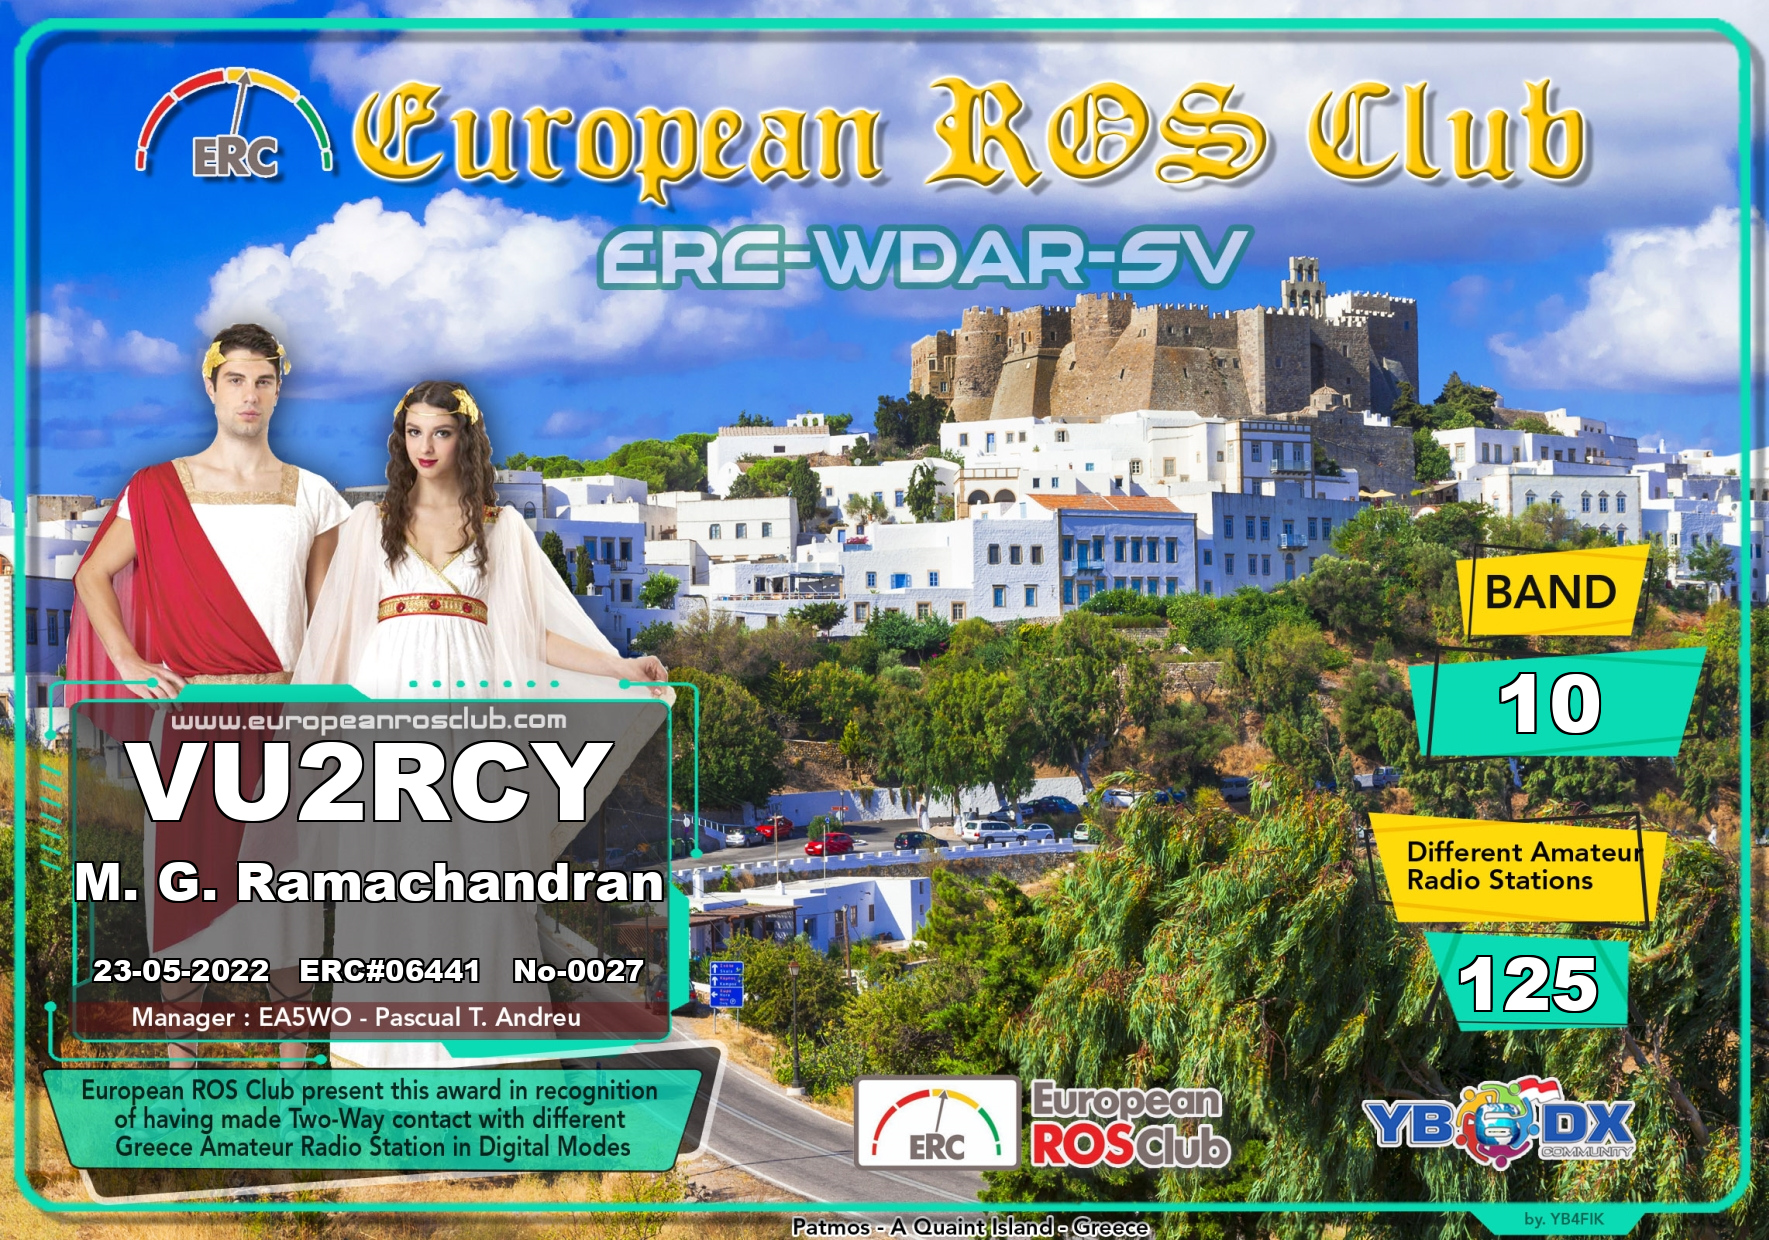 ERC
European ROS Club
ERC-WDAR-SV
BAND
10
Different Amateur
Radio Stations
125
www.europeanrosclub.com
VU2RCY
M. G. Ramachandran
23-05-2022 ERC#06441 No-0027
Manager : EA5WO - Pascual T. Andreu
European ROS Club present this award in recognition
of having made Two-Way contact with different
Greece Amateur Radio Station in Digital Modes
ERC
European
ROSClub
YB DX
COMMUNITY
by. YB4FIK
Patmos - A Quaint Island - Greece